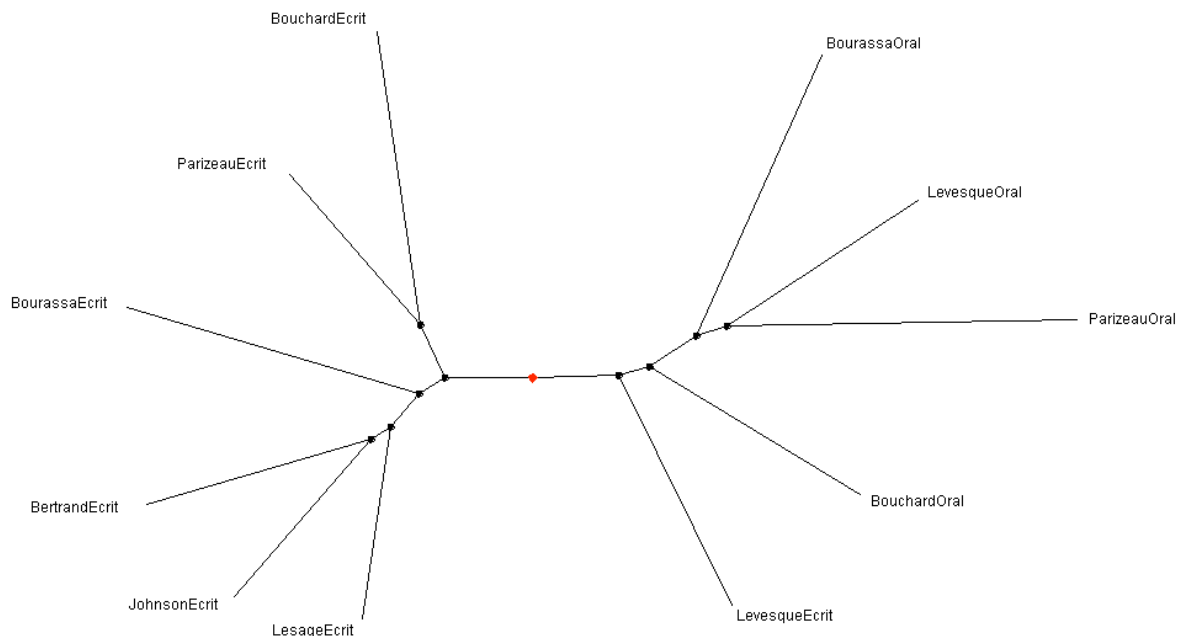 BouchardEcrit
BourassaOral
ParizeauEcrit
LevesqueOral
BourassaEcrit
ParizeauOral
BertrandEcrit
BouchardOral
JohnsonEcrit
LevesqueEcrit
LesageEcrit